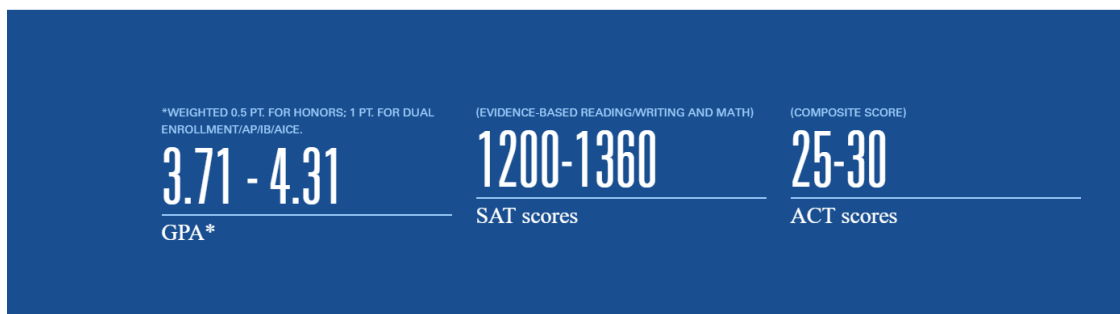 *WEIGHTED 0.5 PT. FOR HONORS; 1 PT. FOR DUAL
ENROLLMENT/AP/IB/AICE.
3.71 - 4.31
GPA*
(EVIDENCE-BASED READING/WRITING AND MATH)
1200-1360
SAT scores
(COMPOSITE SCORE)
25-30
ACT scores